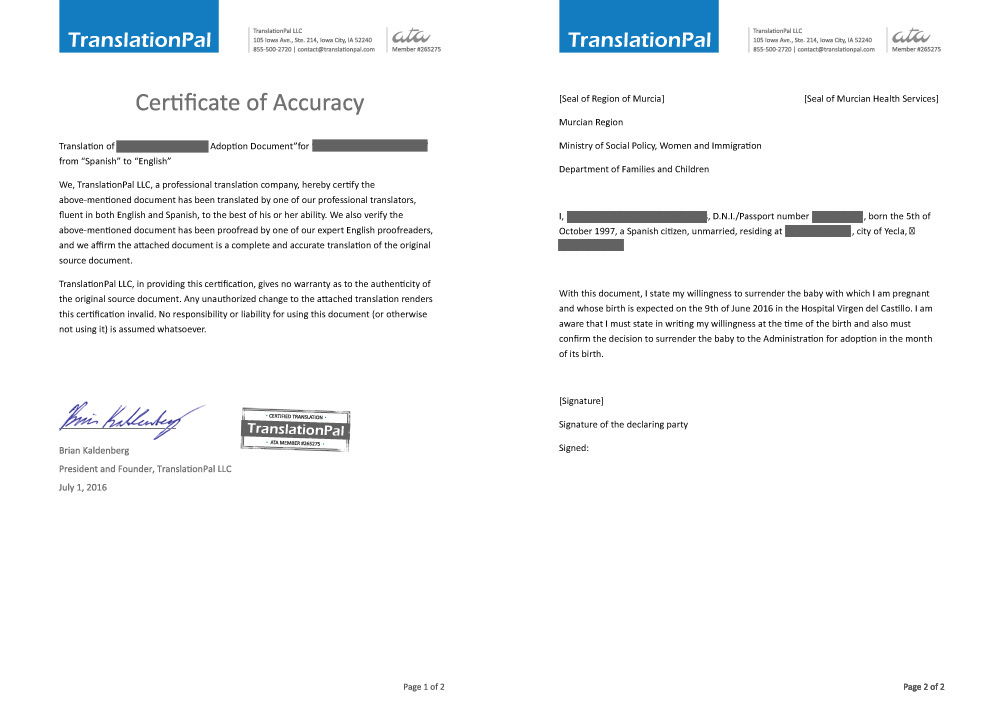 TranslationPal
TranslationPal LLC
105 Iowa Ave., Ste. 214, Iowa City, IA 52240
855-500-2720 | contact@translationpal.com
ata
Member #265275
Certificate of Accuracy
Translation of Adoption Document"for
from "Spanish" to "English"
We, TranslationPal LLC, a professional translation company, hereby certify the
above-mentioned document has been translated by one of our professional translators,
fluent in both English and Spanish, to the best of his or her ability. We also verify the
above-mentioned document has been proofread by one of our expert English proofreaders,
and we affirm the attached document is a complete and accurate translation of the original
source document.
TranslationPal LLC, in providing this certification, gives no warranty as to the authenticity of
the original source document. Any unauthorized change to the attached translation renders
this certification invalid. No responsibility or liability for using this document (or otherwise
not using it) is assumed whatsoever.
Brian Kaldenberg
· CERTIFIED TRANSLATION ·
TranslationPal
· ATA MEMBER #265275 ·
Brian Kaldenberg
President and Founder, TranslationPal LLC
July 1, 2016
Page 1 of 2
TranslationPal
TranslationPal LLC
105 Iowa Ave., Ste. 214, Iowa City, IA 52240
855-500-2720 | contact@translationpal.com
ata
Member #265275
[Seal of Region of Murcia] [Seal of Murcian Health Services]
Murcian Region
Ministry of Social Policy, Women and Immigration
Department of Families and Children
I, , D.N.I./Passport number , born the 5th of
October 1997, a Spanish citizen, unmarried, residing at , city of Yecla,
With this document, I state my willingness to surrender the baby with which I am pregnant
and whose birth is expected on the 9th of June 2016 in the Hospital Virgen del Castillo. I am
aware that I must state in writing my willingness at the time of the birth and also must
confirm the decision to surrender the baby to the Administration for adoption in the month
of its birth.
[Signature]
Signature of the declaring party
Signed:
Page 2 of 2